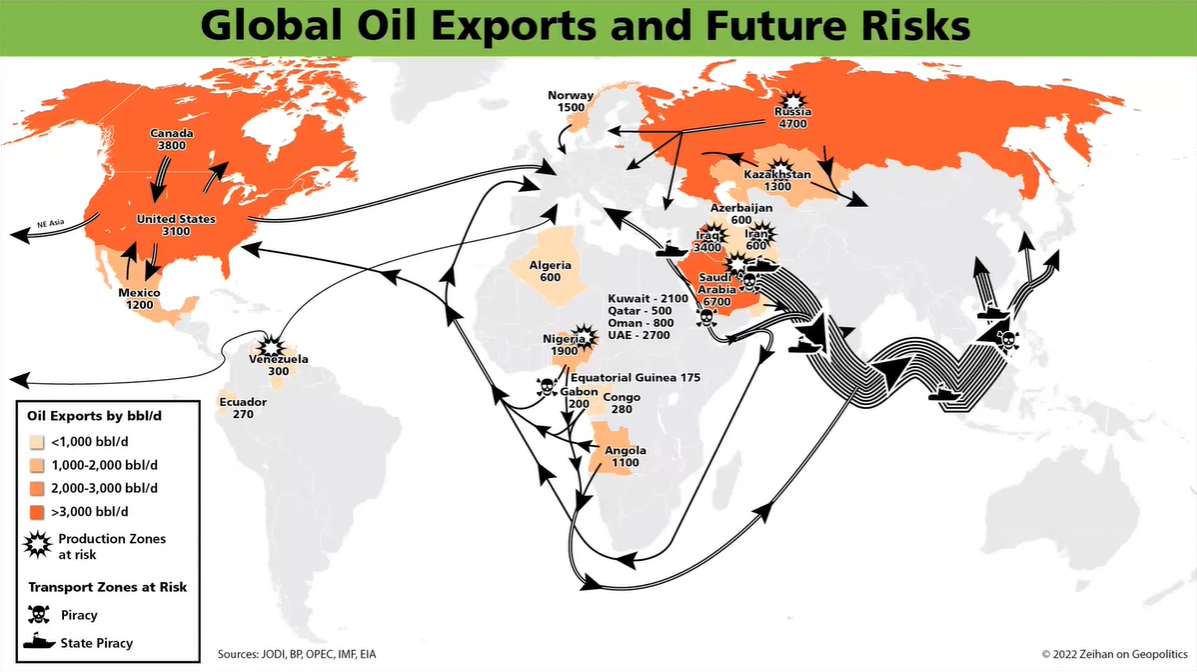 Global Oil Exports and Future Risks
Norway
1500
Russia
4700
Canada
3800
Kazakhstan
1300
NE Asia
United States
3100
Azerbaijan
600
Iraq
3400
Iran
600
Algeria
600
Saudi
Arabia
6700
Mexico
1200
Kuwait - 2100
Qatar - 500
Oman - 800
UAE - 2700
Nigeria
1900
Venezuela
300
Equatorial Guinea 175
Gabon
200
Congo
280
Ecuador
270
Angola
1100
Oil Exports by bbl/d
<1,000 bbl/d
1,000-2,000 bbl/d
2,000-3,000 bbl/d
>3,000 bbl/d
Production Zones
at risk
Transport Zones at Risk
Piracy
State Piracy
Sources: JODI, BP, OPEC, IMF, EIA
© 2022 Zeihan on Geopolitics